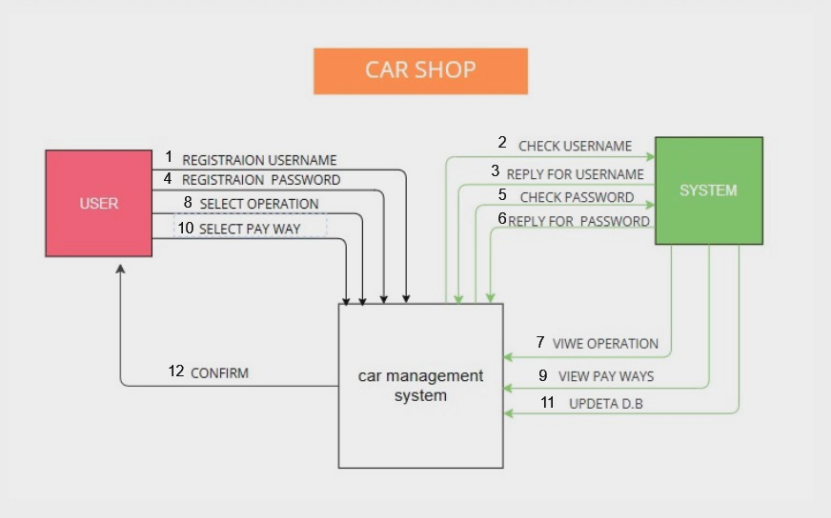 CAR SHOP
1 REGISTRAION USERNAME
4 REGISTRAION PASSWORD
8 SELECT OPERATION
10 SELECT PAY WAY
USER
2 CHECK USERNAME
3 REPLY FOR USERNAME
5 CHECK PASSWORD
6 REPLY FOR PASSWORD
SYSTEM
7 VIWE OPERATION
9 VIEW PAY WAYS
11 UPDETA D.B
12 CONFIRM
car management
system